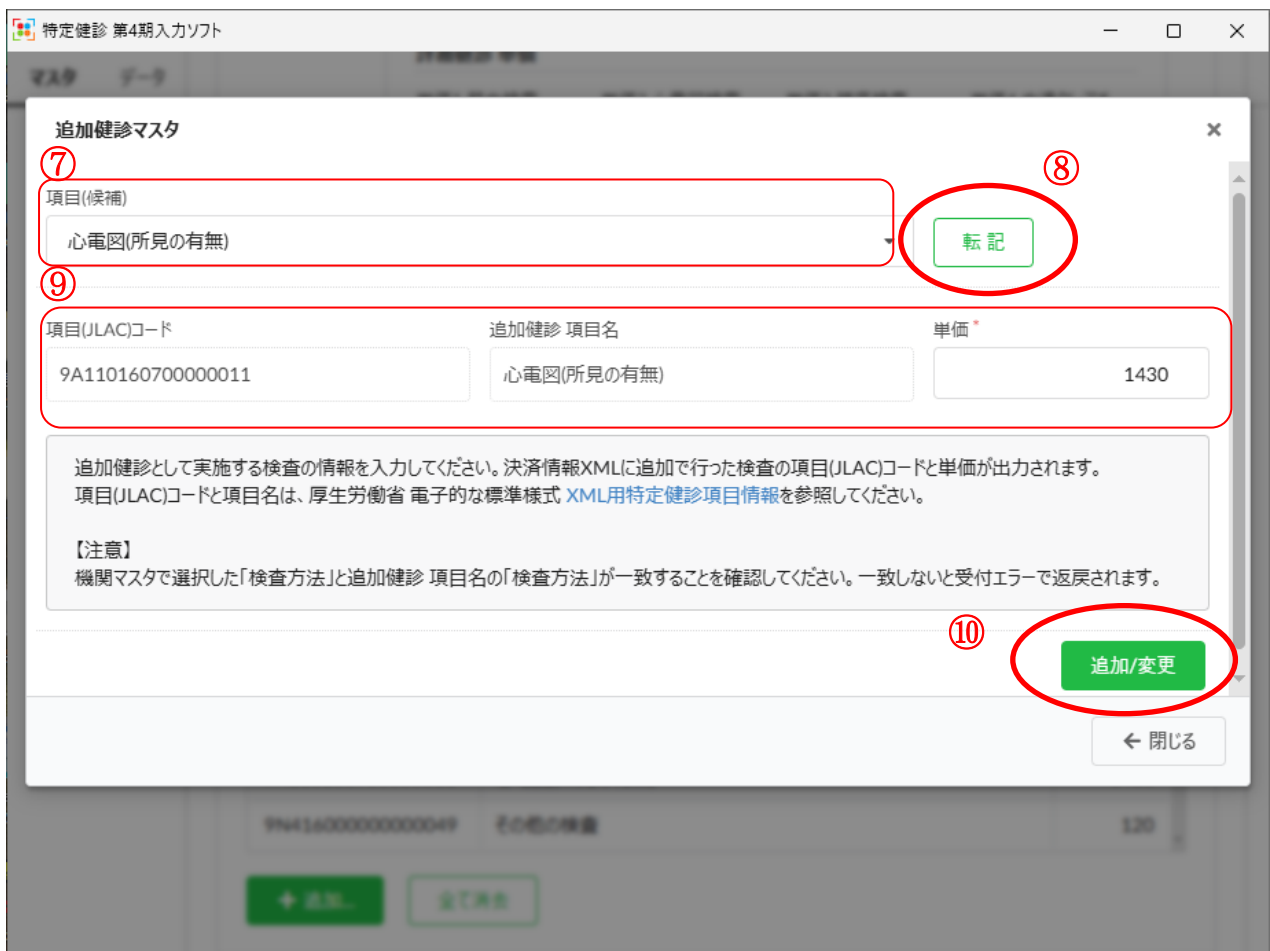 特定健診 第4期入力ソフト
マスタ データ
追加健診マスタ
⑦
⑧
項目(候補)
心電図(所見の有無)
転 記
⑨
項目(JLAC)コード 追加健診 項目名 単価*
9A110160700000011 心電図(所見の有無) 1430
追加健診として実施する検査の情報を入力してください。決済情報XMLに追加で行った検査の項目(JLAC)コードと単価が出力されます。
項目(JLAC)コードと項目名は、厚生労働省 電子的な標準様式 XML用特定健診項目情報を参照してください。
【注意】
機関マスタで選択した「検査方法」と追加健診 項目名の「検査方法」が一致することを確認してください。一致しないと受付エラーで返戻されます。
⑩
追加/変更
← 閉じる
9N416000000000049 その他の検査 120
+ 追加...
全て消去